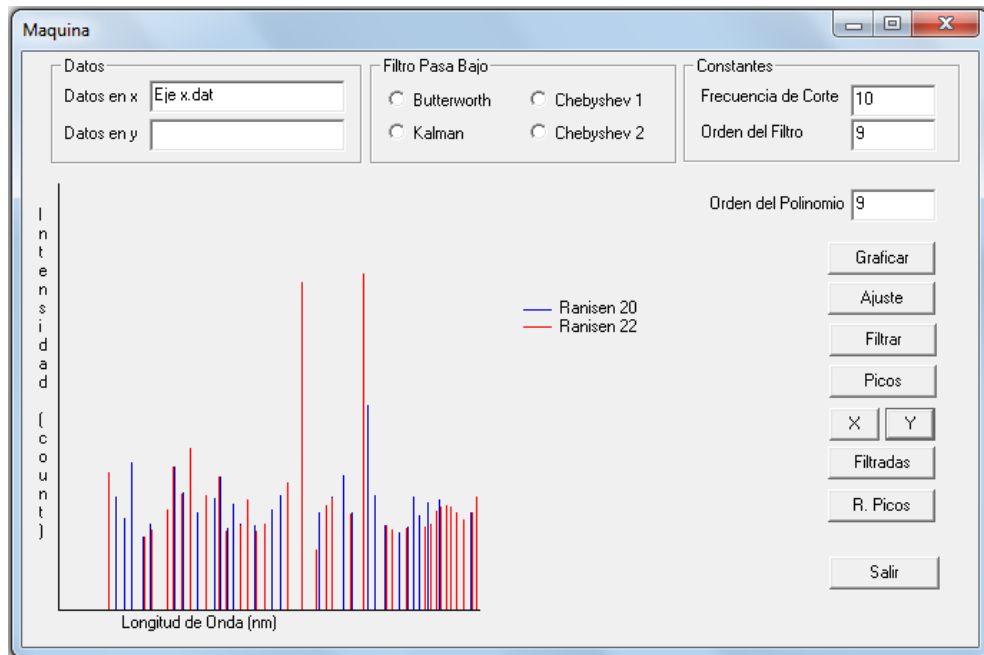 Maquina
Datos
Datos en x Eje x.dat
Datos en y
Filtro Pasa Bajo
Butterworth Chebyshev 1
Kalman Chebyshev 2
Constantes
Frecuencia de Corte 10
Orden del Filtro 9
Orden del Polinomio 9
Intensidad (count)
Ranisen 20
Ranisen 22
Longitud de Onda (nm)
Graficar
Ajuste
Filtrar
Picos
X Y
Filtradas
R. Picos
Salir